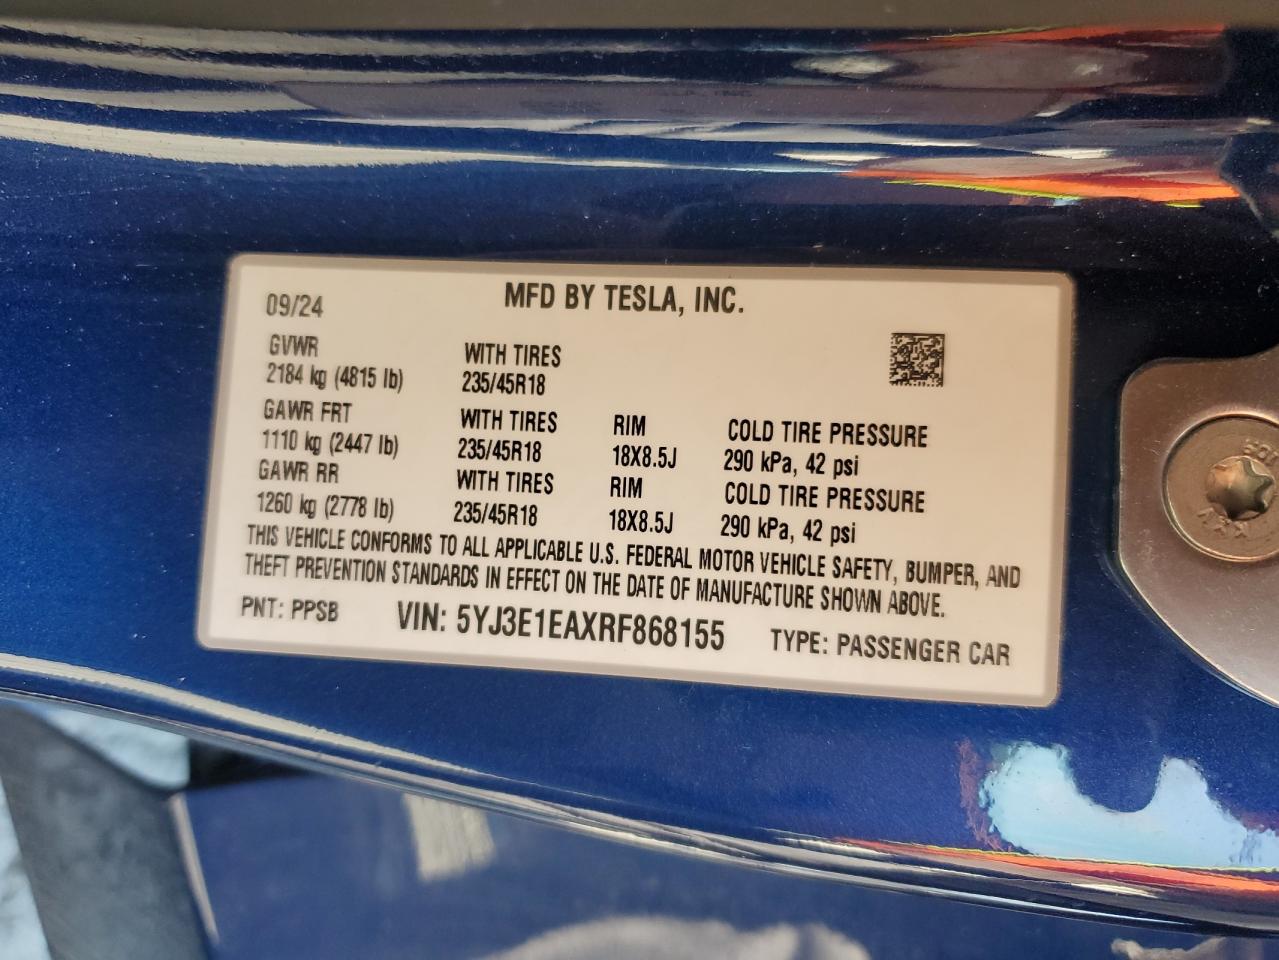 MFD BY TESLA, INC.
09/24
GVWR
2184 kg (4815 lb)
WITH TIRES
235/45R18
GAWR FRT
1110 kg (2447 lb)
WITH TIRES
235/45R18
RIM
18X8.5J
COLD TIRE PRESSURE
290 kPa, 42 psi
GAWR RR
1260 kg (2778 lb)
WITH TIRES
235/45R18
RIM
18X8.5J
COLD TIRE PRESSURE
290 kPa, 42 psi
THIS VEHICLE CONFORMS TO ALL APPLICABLE U.S. FEDERAL MOTOR VEHICLE SAFETY, BUMPER, AND
THEFT PREVENTION STANDARDS IN EFFECT ON THE DATE OF MANUFACTURE SHOWN ABOVE.
PNT: PPSB VIN: 5YJ3E1EAXRF868155 TYPE: PASSENGER CAR